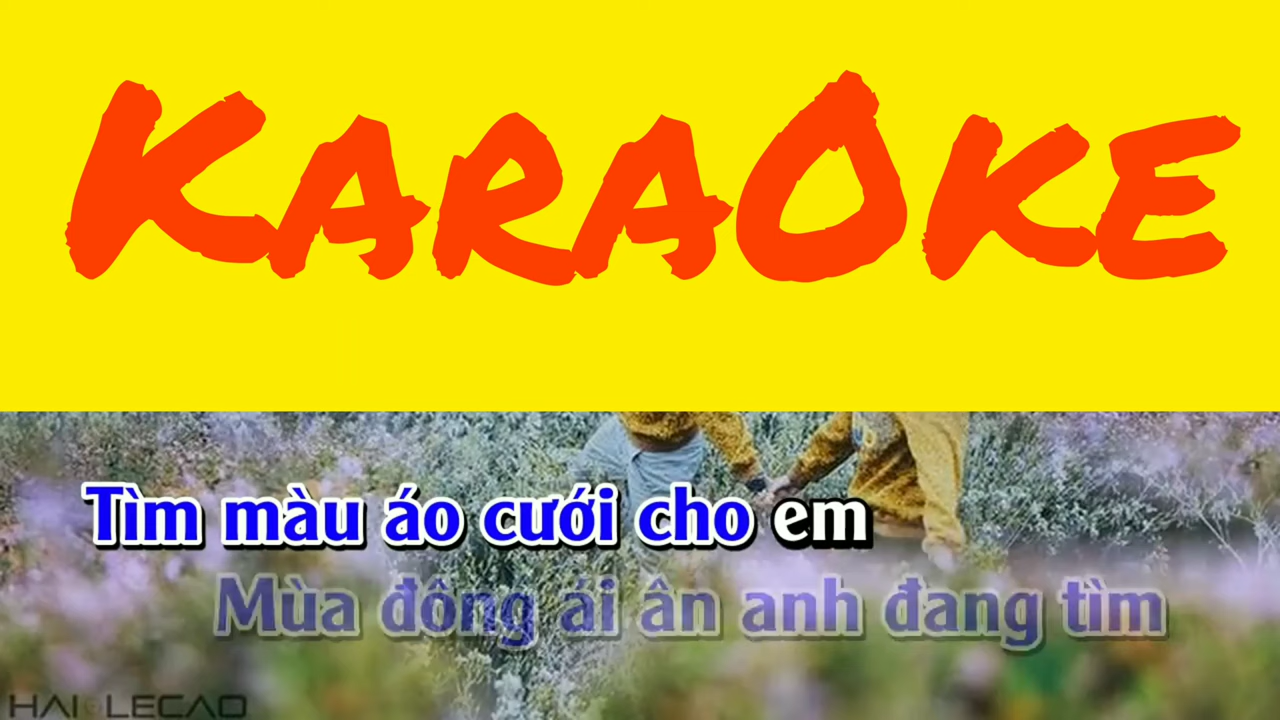 KaraOke
Tìm màu áo cưới cho em
Mùa đông ái ân anh đang tìm
HAI LECAO